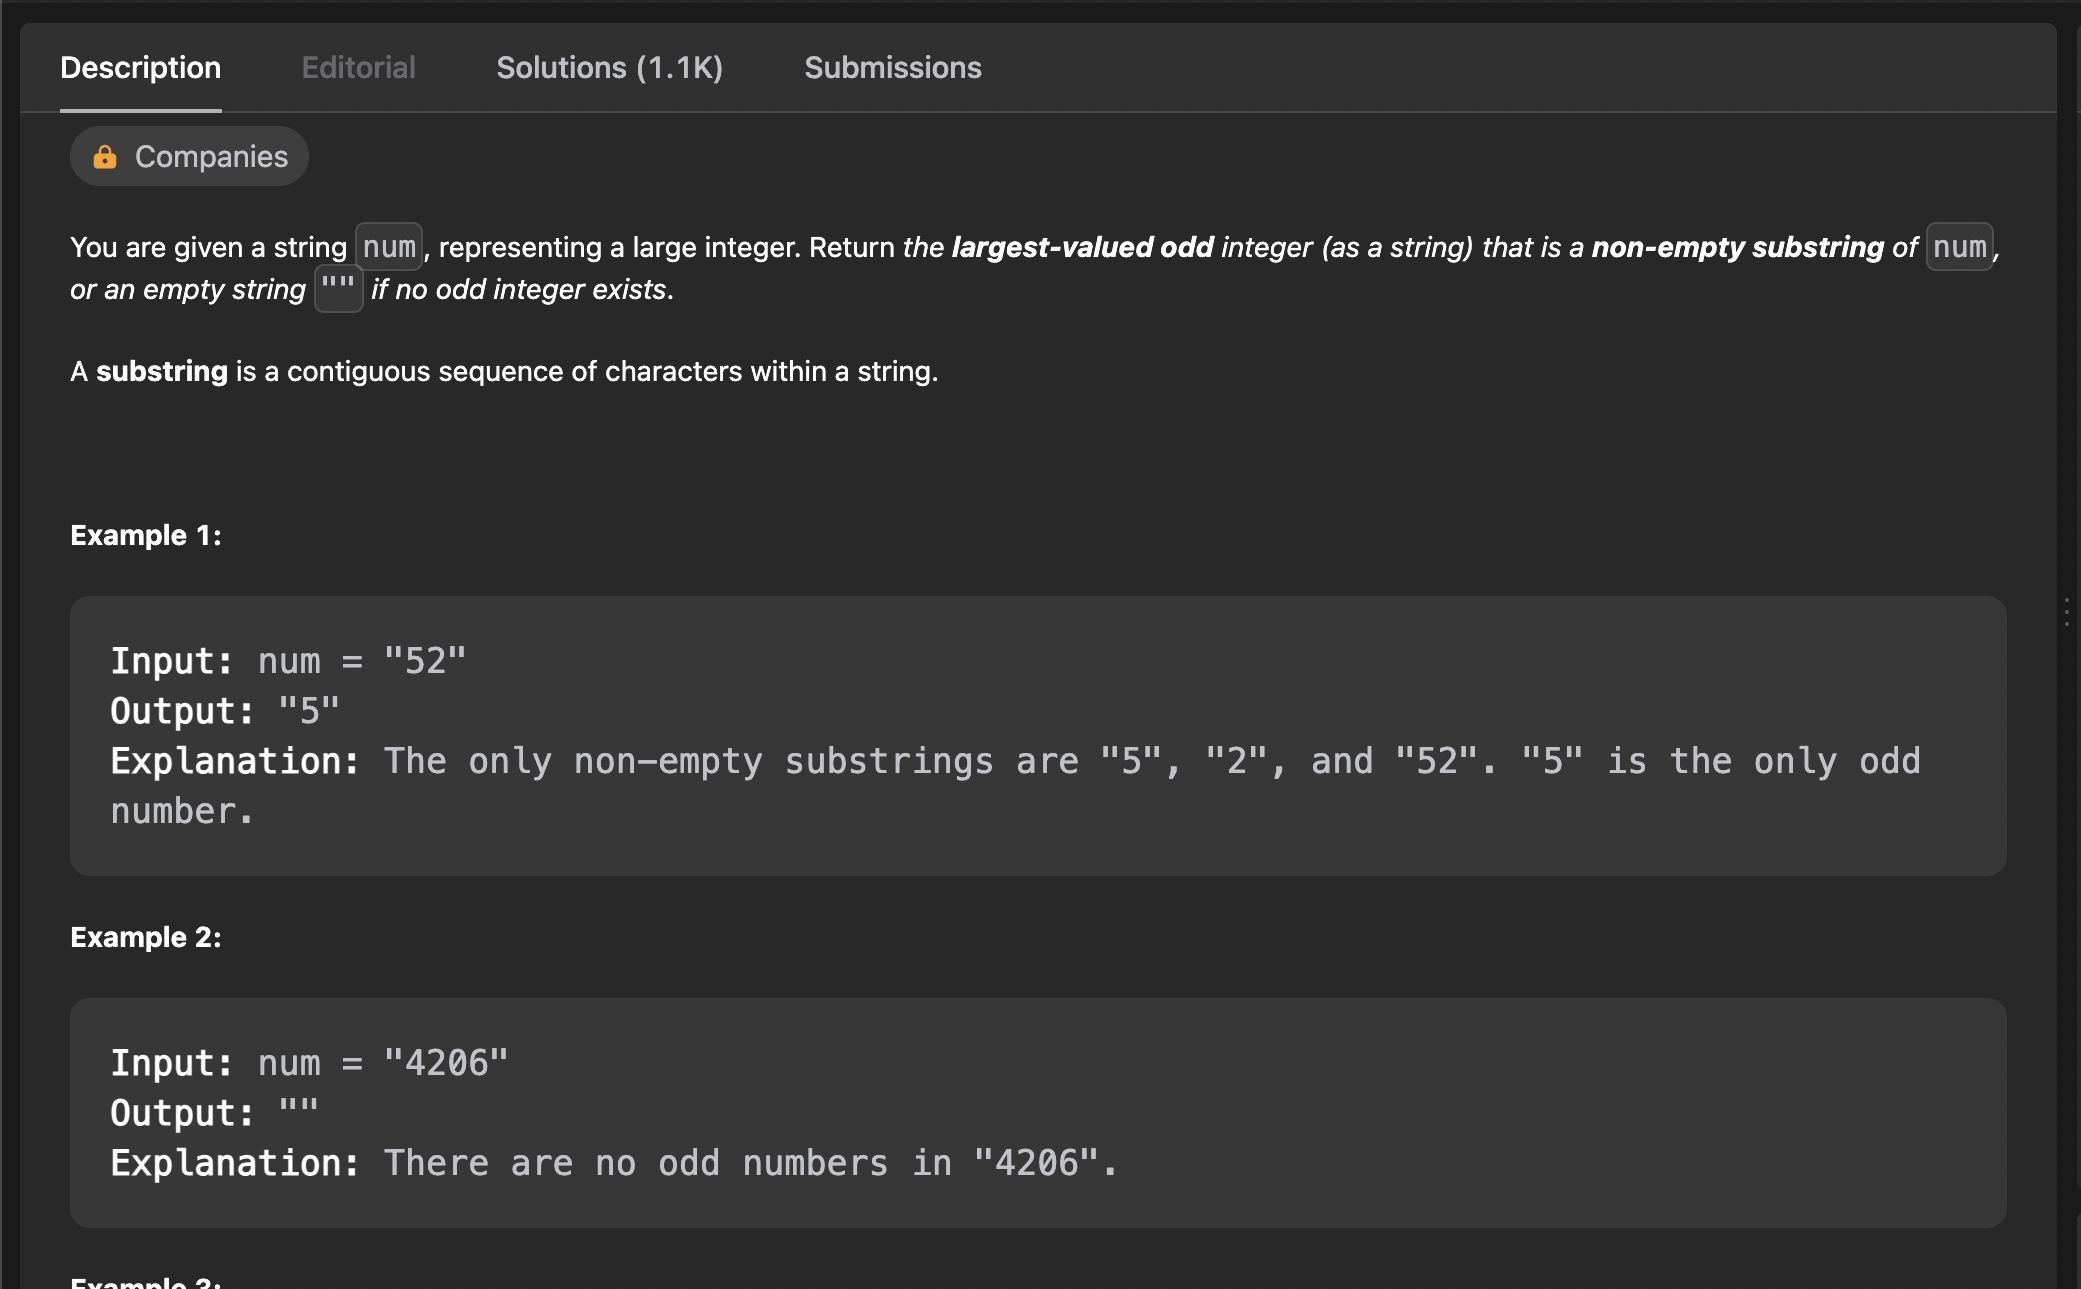 Description Editorial Solutions (1.1K) Submissions
Companies
You are given a string num, representing a large integer. Return the largest-valued odd integer (as a string) that is a non-empty substring of num,
or an empty string "" if no odd integer exists.
A substring is a contiguous sequence of characters within a string.
Example 1:
Input: num = "52"
Output: "5"
Explanation: The only non-empty substrings are "5", "2", and "52". "5" is the only odd
number.
Example 2:
Input: num = "4206"
Output: ""
Explanation: There are no odd numbers in "4206".
Example 3: